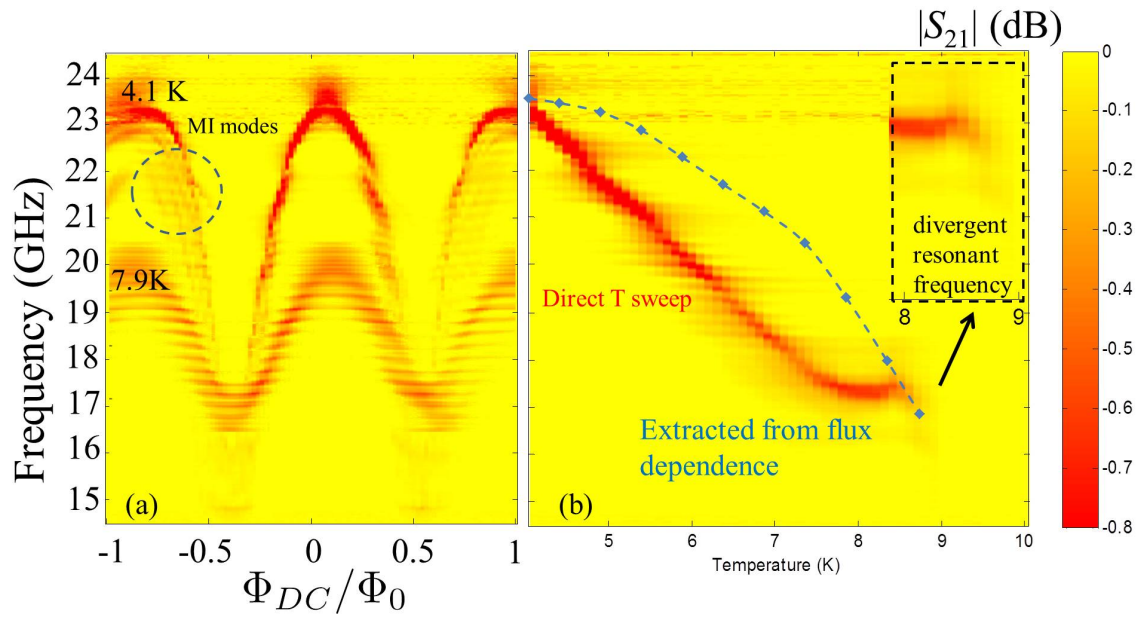 |S21| (dB)
24
23
22
21
20
19
18
17
16
15
Frequency (GHz)
4.1 K
MI modes
7.9K
(a)
-1
-0.5
0
0.5
1
Φ_DC/Φ_0
Direct T sweep
Extracted from flux
dependence
(b)
divergent
resonant
frequency
8
9
5
6
7
8
9
10
Temperature (K)
0
-0.1
-0.2
-0.3
-0.4
-0.5
-0.6
-0.7
-0.8